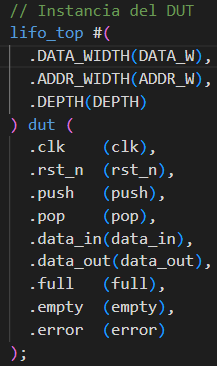 // Instancia del DUT
lifo_top #(
  .DATA_WIDTH(DATA_W),
  .ADDR_WIDTH(ADDR_W),
  .DEPTH(DEPTH)
) dut (
  .clk   (clk),
  .rst_n (rst_n),
  .push  (push),
  .pop   (pop),
  .data_in(data_in),
  .data_out(data_out),
  .full  (full),
  .empty (empty),
  .error (error)
);